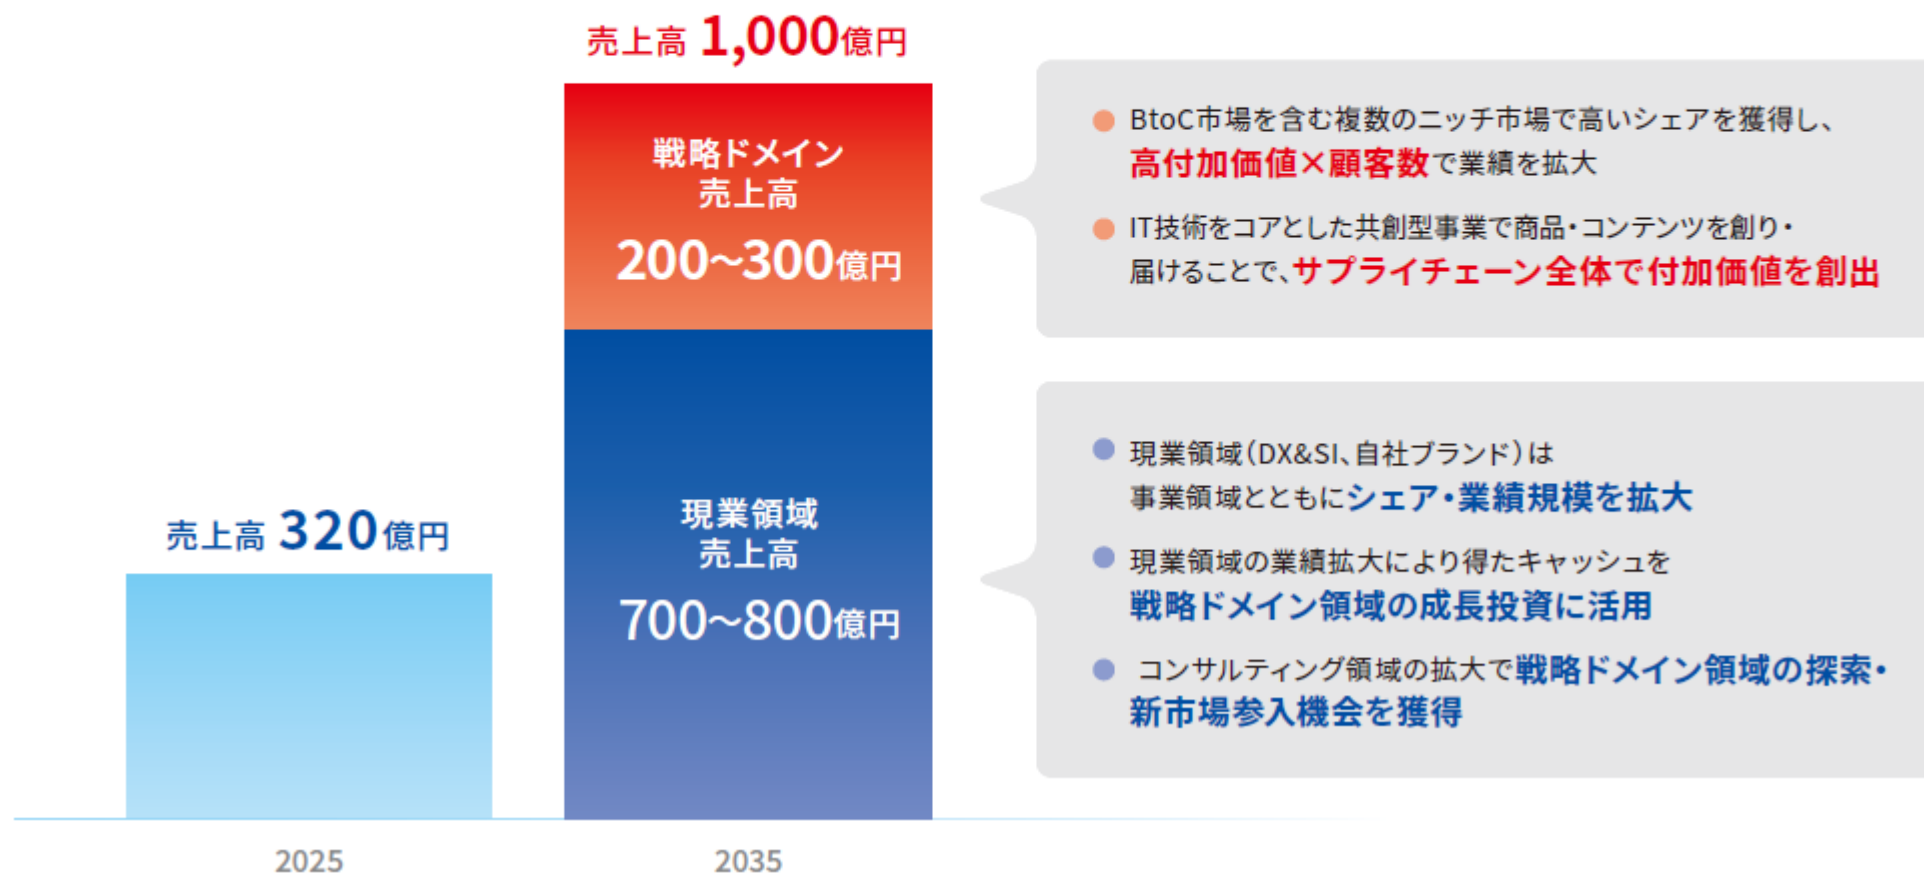 売上高 1,000億円
戦略ドメイン
売上高
200～300億円
現業領域
売上高
700～800億円
売上高 320億円
2025
2035
BtoC市場を含む複数のニッチ市場で高いシェアを獲得し、
高付加価値×顧客数で業績を拡大
IT技術をコアとした共創型事業で商品・コンテンツを創り・
届けることで、サプライチェーン全体で付加価値を創出
現業領域（DX&SI、自社ブランド）は
事業領域とともにシェア・業績規模を拡大
現業領域の業績拡大により得たキャッシュを
戦略ドメイン領域の成長投資に活用
コンサルティング領域の拡大で戦略ドメイン領域の探索・
新市場参入機会を獲得